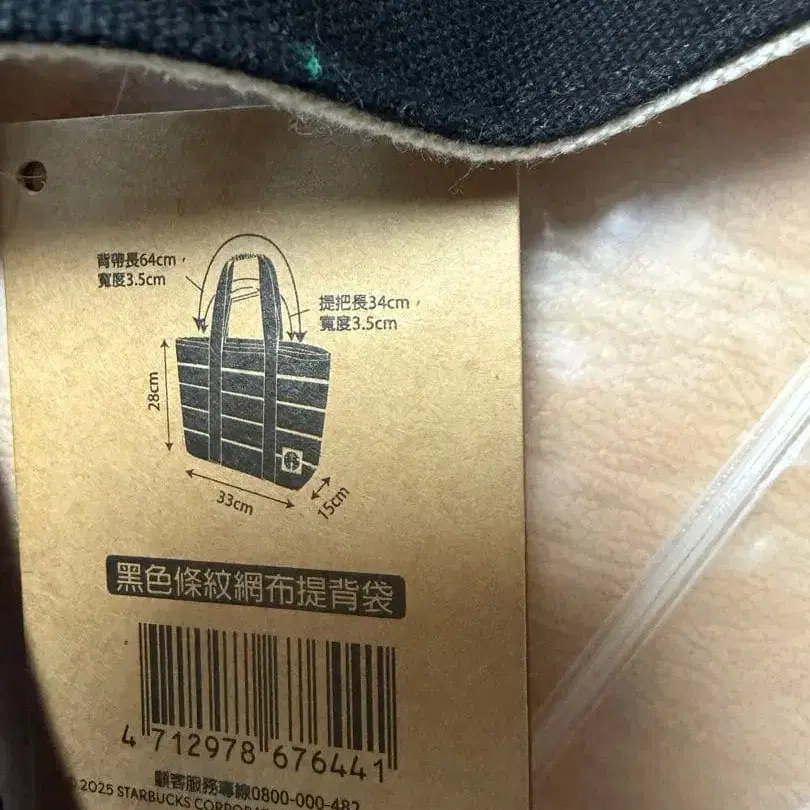 背帶長64cm，
寬度3.5cm
提把長34cm，
寬度3.5cm
28cm
33cm
15cm
黑色條紋網布提背袋
4 712978 676441
顧客服務專線0800-000-482
© 2025 STARBUCKS CORPORA